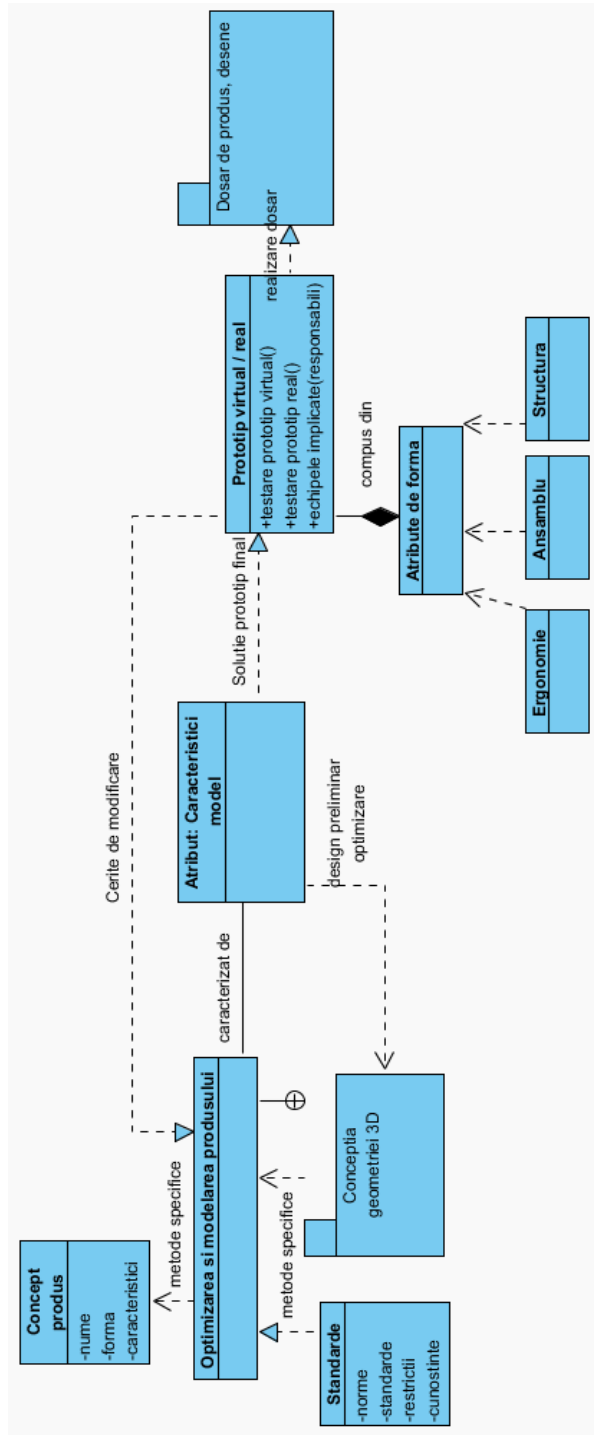 Concept
produs
-nume
-forma
-caracteristici
metode specifice
Cerite de modificare
Optimizarea si modelarea produsului
caracterizat de
Atribut: Caracteristici
model
Solutie prototip final
Prototip virtual / real
+testare prototip virtual()
+testare prototip real()
+echipele implicate(responsabili)
realizare dosar
Dosar de produs, desene
Standarde
-norme
-standarde
-restrictii
-cunostinte
metode specifice
Conceptia
geometriei 3D
design preliminar
optimizare
compus din
Atribute de forma
Ergonomie
Ansamblu
Structura